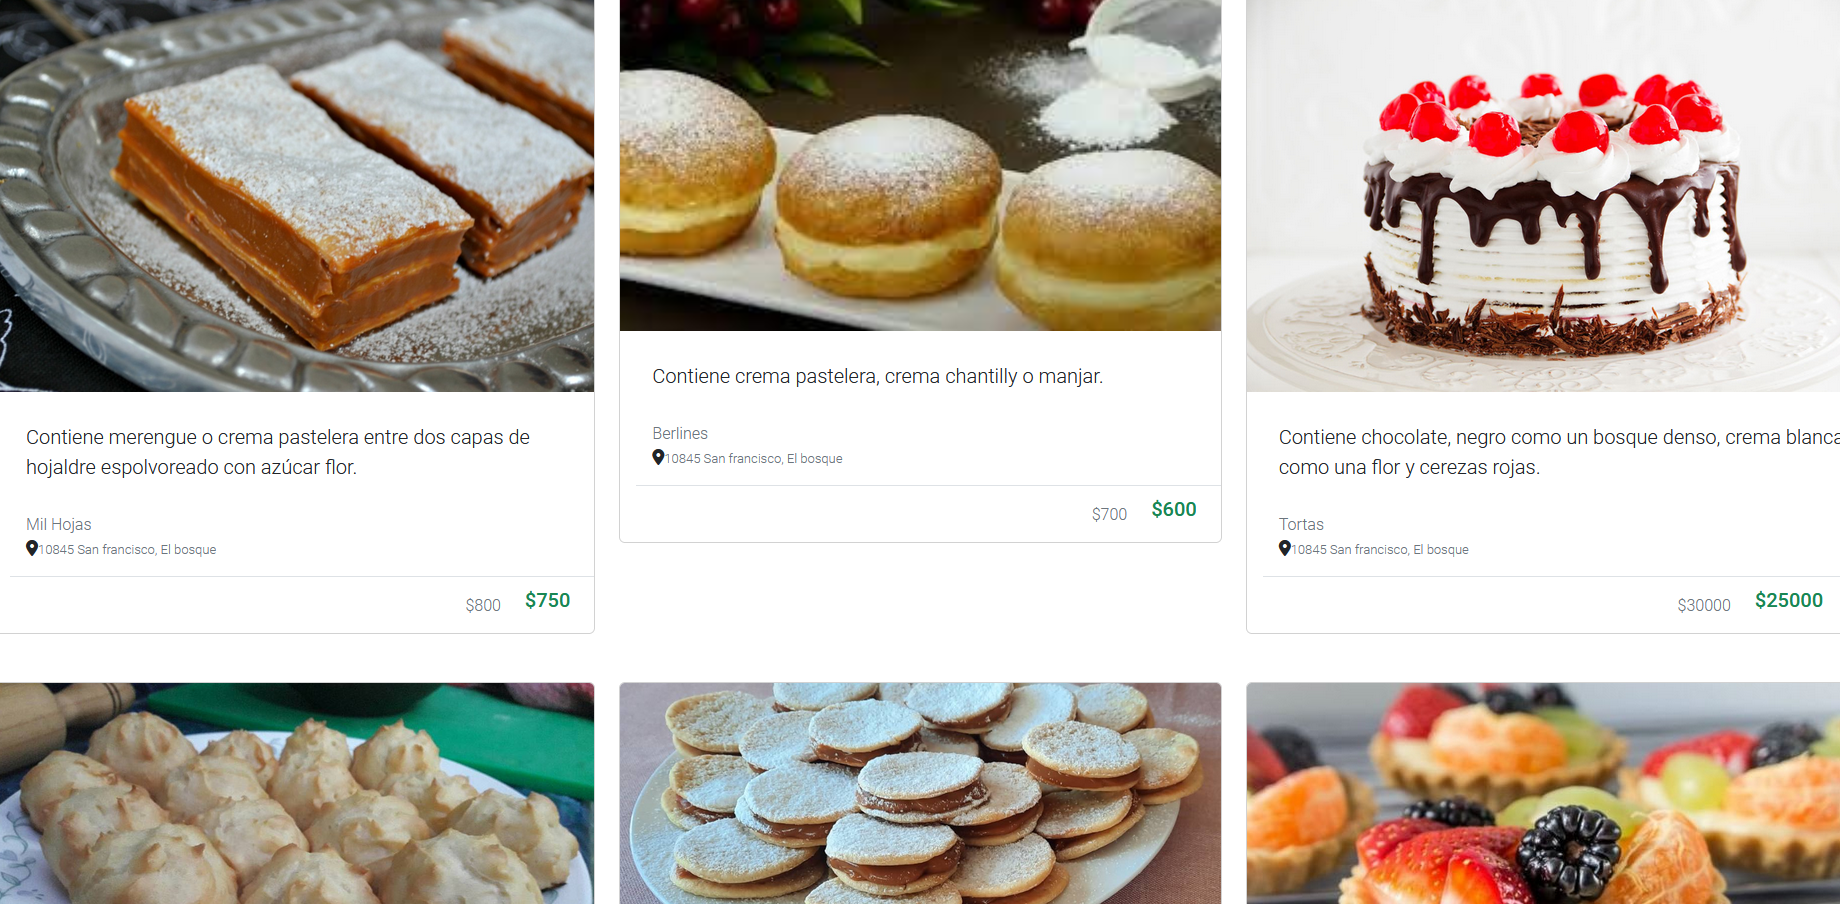 Contiene merengue o crema pastelera entre dos capas de
hojaldre espolvoreado con azúcar flor.
Mil Hojas
10845 San francisco, El bosque
$800 $750
Contiene crema pastelera, crema chantilly o manjar.
Berlines
10845 San francisco, El bosque
$700 $600
Contiene chocolate, negro como un bosque denso, crema blanca
como una flor y cerezas rojas.
Tortas
10845 San francisco, El bosque
$30000 $25000